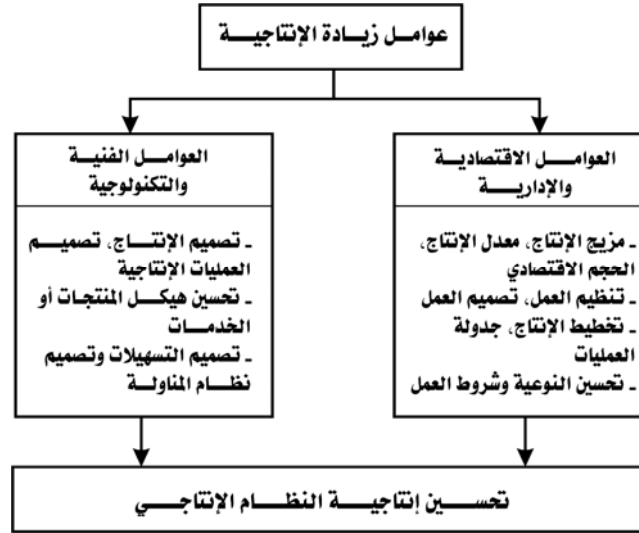 عوامل زيادة الإنتاجية
العوامل الاقتصادية
والإدارية
ـ مزيج الإنتاج، معدل الإنتاج،
الحجم الاقتصادي
ـ تنظيم العمل، تصميم العمل
ـ تخطيط الإنتاج، جدولة
العمليات
ـ تحسين النوعية وشروط العمل
العوامل الفنية
والتكنولوجية
ـ تصميم الإنتاج، تصميم
العمليات الإنتاجية
ـ تحسين هيكل المنتجات أو
الخدمات
ـ تصميم التسهيلات وتصميم
نظام المناولة
تحسين إنتاجية النظام الإنتاجي